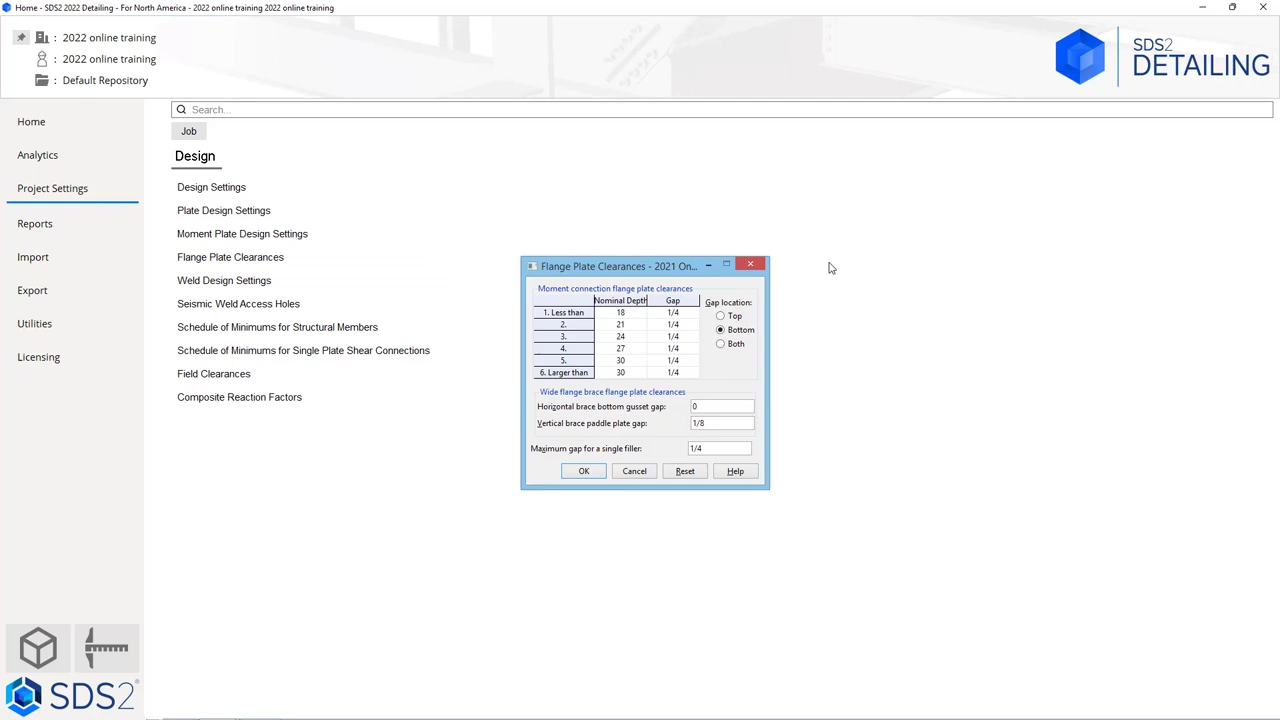 Home - SDS2 2022 Detailing - For North America - 2022 online training 2022 online training
: 2022 online training
: 2022 online training
: Default Repository
SDS2
DETAILING
Home
Analytics
Project Settings
Reports
Import
Export
Utilities
Licensing
SDS2®
Search...
Job
Design
Design Settings
Plate Design Settings
Moment Plate Design Settings
Flange Plate Clearances
Weld Design Settings
Seismic Weld Access Holes
Schedule of Minimums for Structural Members
Schedule of Minimums for Single Plate Shear Connections
Field Clearances
Composite Reaction Factors
Flange Plate Clearances - 2021 On...
Moment connection flange plate clearances
Nominal Depth Gap
1. Less than 18 1/4
2. 21 1/4
3. 24 1/4
4. 27 1/4
5. 30 1/4
6. Larger than 30 1/4
Gap location:
Top
Bottom
Both
Wide flange brace flange plate clearances
Horizontal brace bottom gusset gap: 0
Vertical brace paddle plate gap: 1/8
Maximum gap for a single filler: 1/4
OK Cancel Reset Help